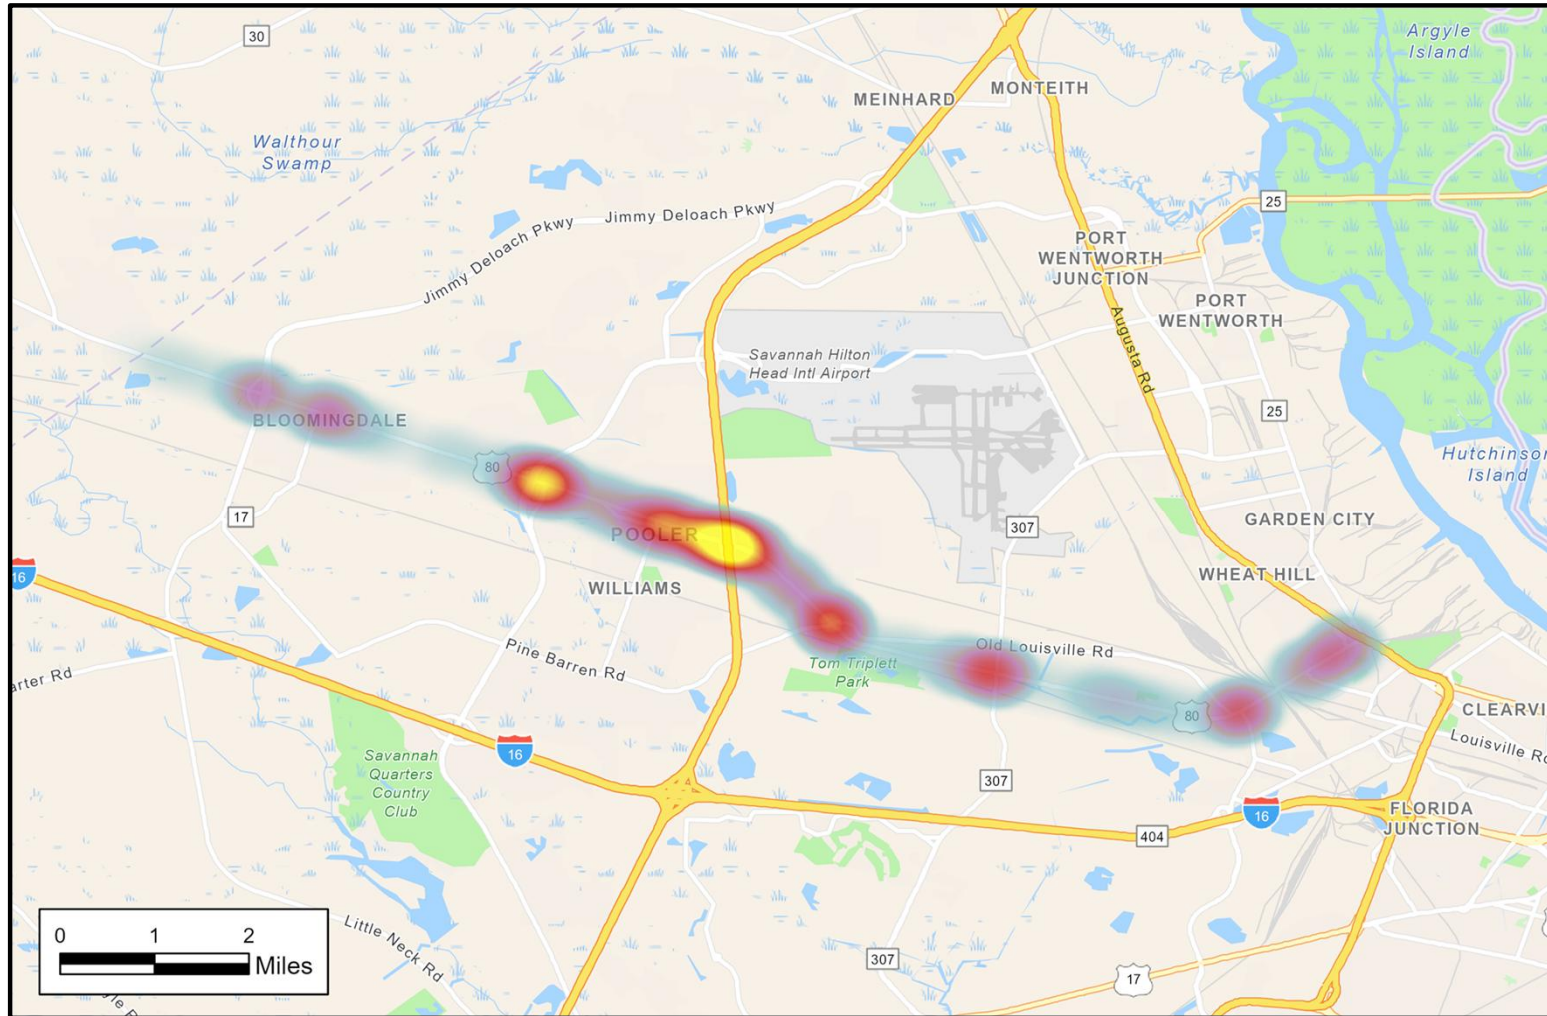 30
Argyle
Island
MEINHARD
MONTEITH
Walthour
Swamp
25
Jimmy Deloach Pkwy
Jimmy Deloach Pkwy
PORT
WENTWORTH
JUNCTION
PORT
WENTWORTH
Augusta Rd
Savannah Hilton
Head Intl Airport
25
BLOOMINGDALE
80
Hutchinson
Island
17
307
GARDEN CITY
POOLER
16
WILLIAMS
WHEAT HILL
Old Louisville Rd
Pine Barren Rd
Tom Triplett
Park
arter Rd
80
CLEARVI
Louisville Rd
16
Savannah
Quarters
Country
Club
307
16
404
FLORIDA
JUNCTION
0 1 2
Miles
Little Neck Rd
307
17